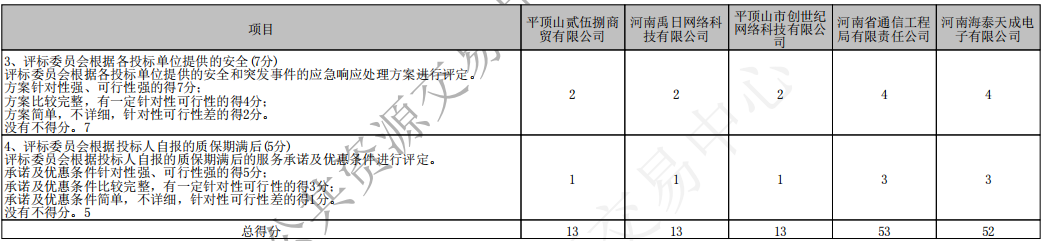 项目
平顶山贰伍捌商
贸有限公司
河南禹日网络科
技有限公司
平顶山市创世纪
网络科技有限公
司
河南省通信工程
局有限责任公司
河南海泰天成电
子有限公司
3、评标委员会根据各投标单位提供的安全(7分)
评标委员会根据各投标单位提供的安全和突发事件的应急响应处理方案进行评定。
方案针对性强、可行性强的得7分；
方案比较完整，有一定针对性可行性的得4分；
方案简单，不详细，针对性可行性差的得2分。
没有不得分。7
2 2 2 4 4
4、评标委员会根据投标人自报的质保期满后(5分)
评标委员会根据投标人自报的质保期满后的服务承诺及优惠条件进行评定。
承诺及优惠条件针对性强、可行性强的得5分；
承诺及优惠条件比较完整，有一定针对性可行性的得3分；
承诺及优惠条件简单，不详细，针对性可行性差的得1分。
没有不得分。5
1 1 1 3 3
总得分 13 13 13 53 52
公共资源交易
交易中心